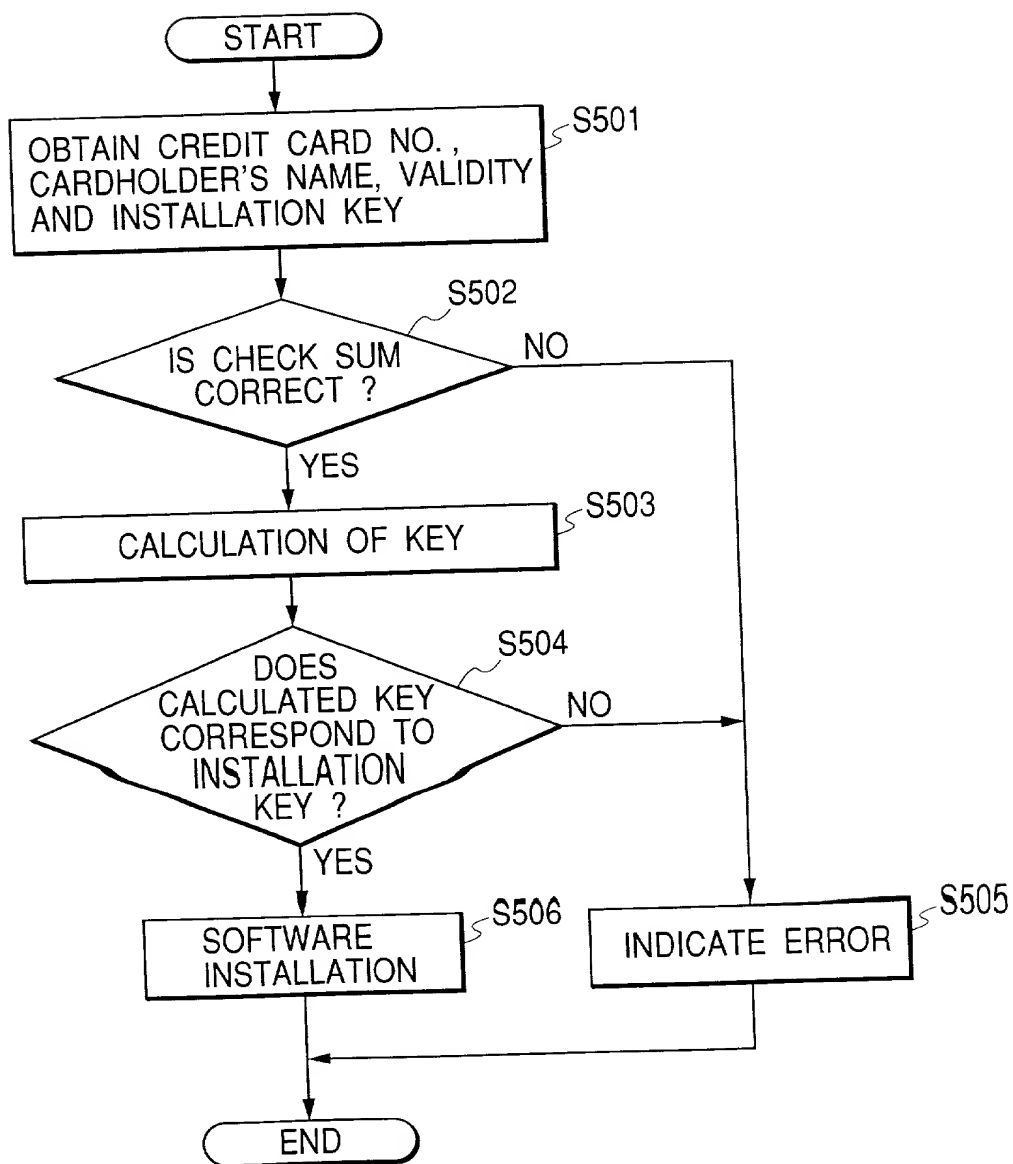 START
S501
OBTAIN CREDIT CARD NO.,
CARDHOLDER'S NAME, VALIDITY
AND INSTALLATION KEY
S502
IS CHECK SUM
CORRECT ?
NO
YES
S503
CALCULATION OF KEY
S504
DOES
CALCULATED KEY
CORRESPOND TO
INSTALLATION
KEY ?
NO
YES
S506
SOFTWARE
INSTALLATION
S505
INDICATE ERROR
END